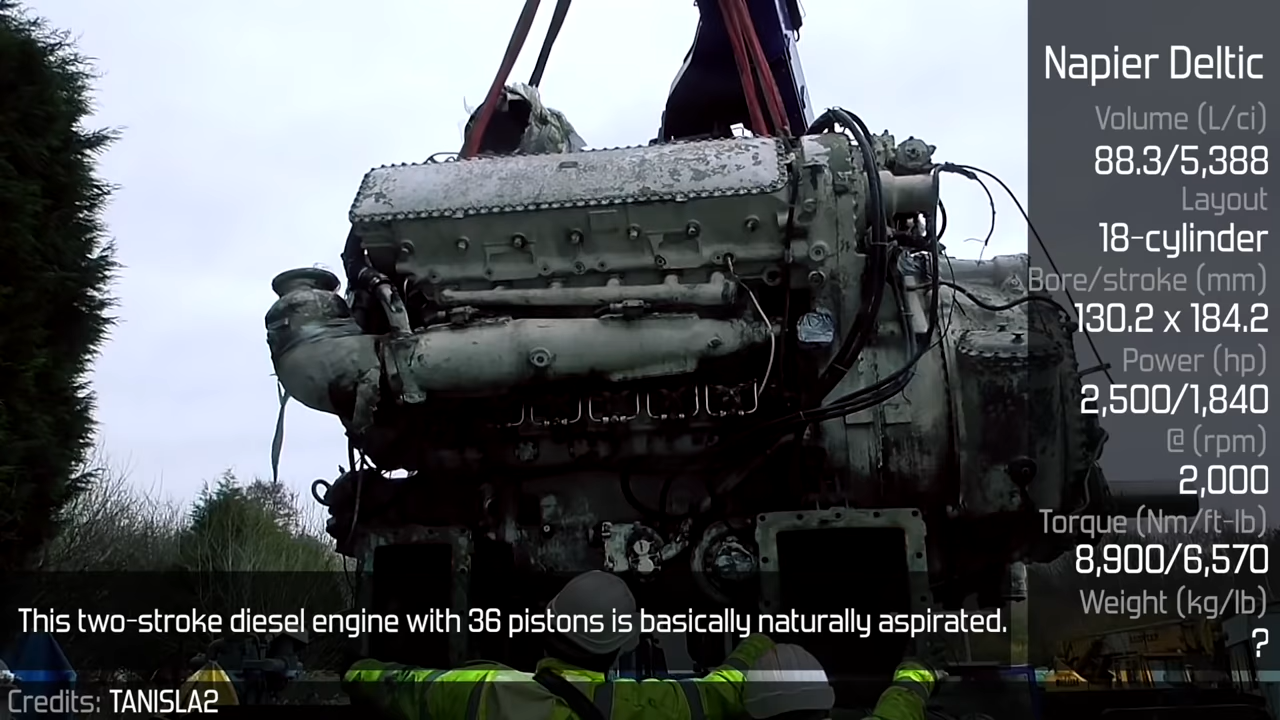 Napier Deltic
Volume (L/ci)
88.3/5,388
Layout
18-cylinder
Bore/stroke (mm)
130.2 x 184.2
Power (hp)
2,500/1,840
@ (rpm)
2,000
Torque (Nm/ft-lb)
8,900/6,570
Weight (kg/lb)
?
This two-stroke diesel engine with 36 pistons is basically naturally aspirated.
Credits: TANISLA2